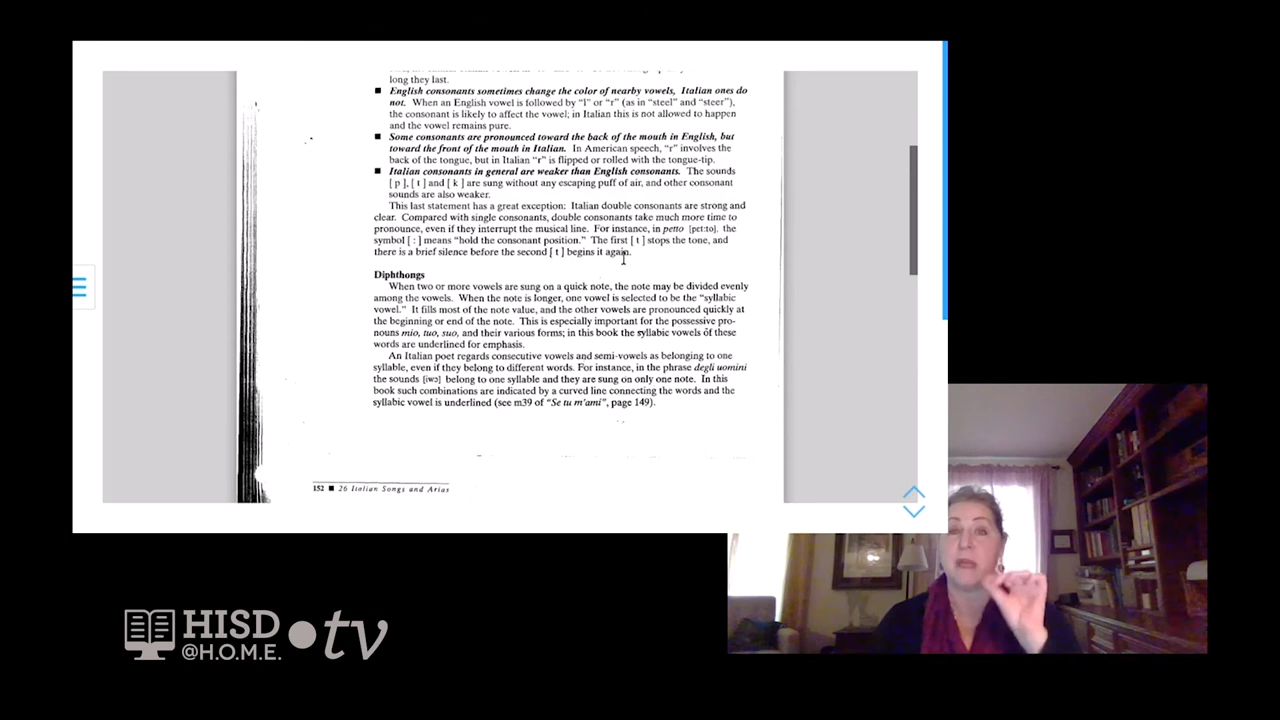 long they last.
■ English consonants sometimes change the color of nearby vowels, Italian ones do
not. When an English vowel is followed by "l" or "r" (as in "steel" and "steer"),
the consonant is likely to affect the vowel; in Italian this is not allowed to happen
and the vowel remains pure.
■ Some consonants are pronounced toward the back of the mouth in English, but
toward the front of the mouth in Italian. In American speech, "r" involves the
back of the tongue, but in Italian "r" is flipped or rolled with the tongue-tip.
■ Italian consonants in general are weaker than English consonants. The sounds
[ p ], [ t ] and [ k ] are sung without any escaping puff of air, and other consonant
sounds are also weaker.
This last statement has a great exception: Italian double consonants are strong and
clear. Compared with single consonants, double consonants take much more time to
pronounce, even if they interrupt the musical line. For instance, in petto [pɛt:to], the
symbol [ : ] means "hold the consonant position." The first [ t ] stops the tone, and
there is a brief silence before the second [ t ] begins it again.
Diphthongs
When two or more vowels are sung on a quick note, the note may be divided evenly
among the vowels. When the note is longer, one vowel is selected to be the "syllabic
vowel." It fills most of the note value, and the other vowels are pronounced quickly at
the beginning or end of the note. This is especially important for the possessive pro-
nouns mio, tuo, suo, and their various forms; in this book the syllabic vowels of these
words are underlined for emphasis.
An Italian poet regards consecutive vowels and semi-vowels as belonging to one
syllable, even if they belong to different words. For instance, in the phrase degli uomini
the sounds [iwɔ] belong to one syllable and they are sung on only one note. In this
book such combinations are indicated by a curved line connecting the words and the
syllabic vowel is underlined (see m39 of "Se tu m'ami", page 149).
152 ■ 26 Italian Songs and Arias
HISD
@H.O.M.E.
tv